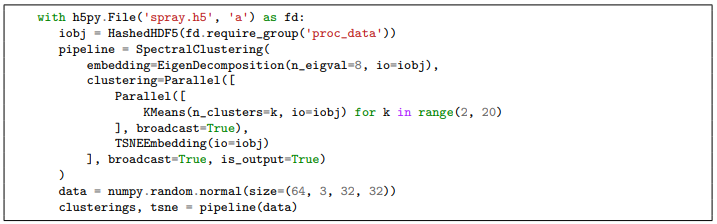 with h5py.File('spray.h5', 'a') as fd:
    iobj = HashedHDF5(fd.require_group('proc_data'))
    pipeline = SpectralClustering(
        embedding=EigenDecomposition(n_eigval=8, io=iobj),
        clustering=Parallel([
            Parallel([
                KMeans(n_clusters=k, io=iobj) for k in range(2, 20)
            ], broadcast=True),
            TSNEEmbedding(io=iobj)
        ], broadcast=True, is_output=True)
    )
    data = numpy.random.normal(size=(64, 3, 32, 32))
    clusterings, tsne = pipeline(data)